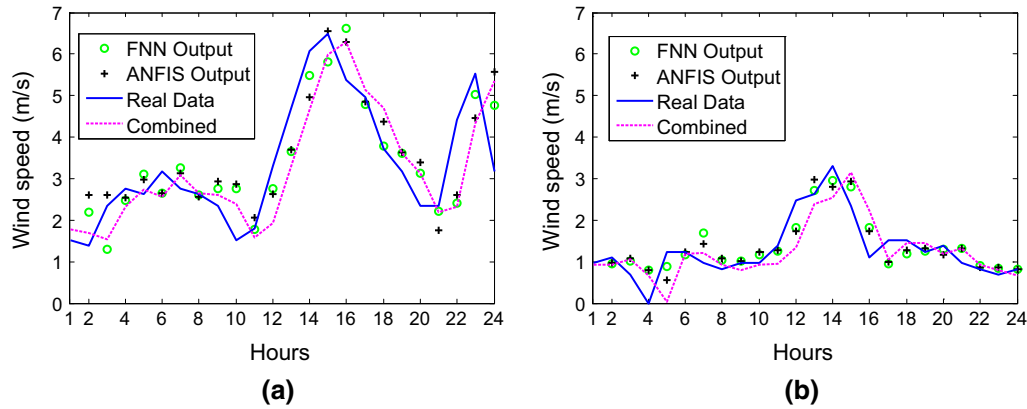 7
6
5
4
3
2
1
0
Wind speed (m/s)
FNN Output
ANFIS Output
Real Data
Combined
1 2 4 6 8 10 12 14 16 18 20 22 24
Hours
(a)
7
6
5
4
3
2
1
0
Wind speed (m/s)
FNN Output
ANFIS Output
Real Data
Combined
1 2 4 6 8 10 12 14 16 18 20 22 24
Hours
(b)